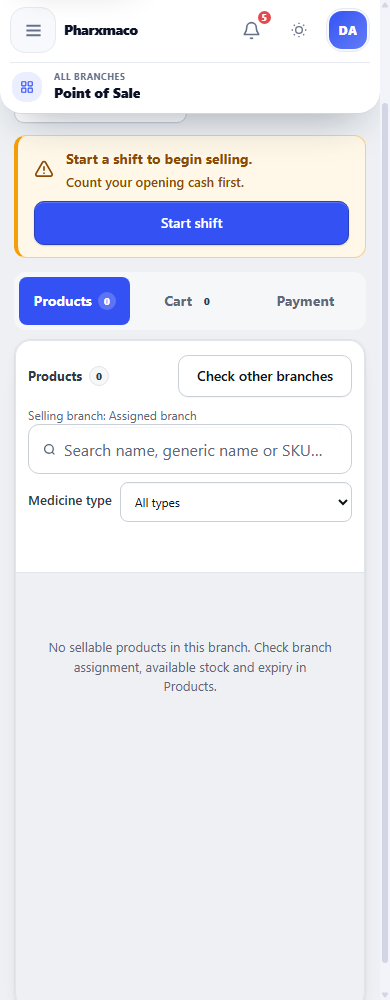 Pharxmaco
5
DA
ALL BRANCHES
Point of Sale
Start a shift to begin selling.
Count your opening cash first.
Start shift
Products 0
Cart 0
Payment
Products 0
Check other branches
Selling branch: Assigned branch
Search name, generic name or SKU...
Medicine type
All types
No sellable products in this branch. Check branch
assignment, available stock and expiry in
Products.